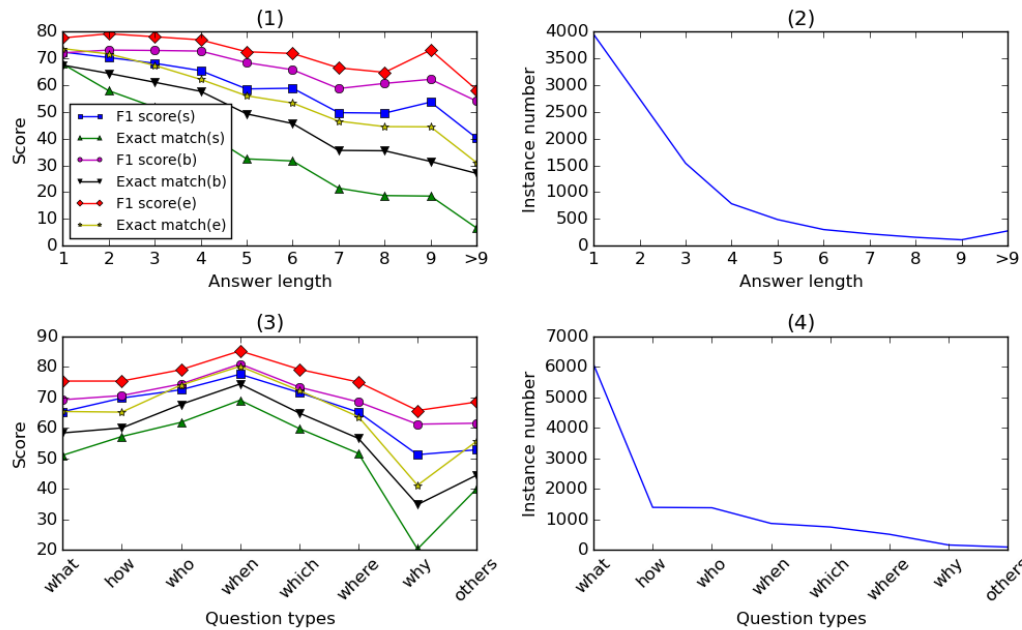 (1)
80
70
60
50
40
30
20
10
0
Score
F1 score(s)
Exact match(s)
F1 score(b)
Exact match(b)
F1 score(e)
Exact match(e)
1 2 3 4 5 6 7 8 9 >9
Answer length
(2)
4000
3500
3000
2500
2000
1500
1000
500
0
Instance number
1 2 3 4 5 6 7 8 9 >9
Answer length
(3)
90
80
70
60
50
40
30
20
Score
what how who when which where why others
Question types
(4)
7000
6000
5000
4000
3000
2000
1000
0
Instance number
what how who when which where why others
Question types